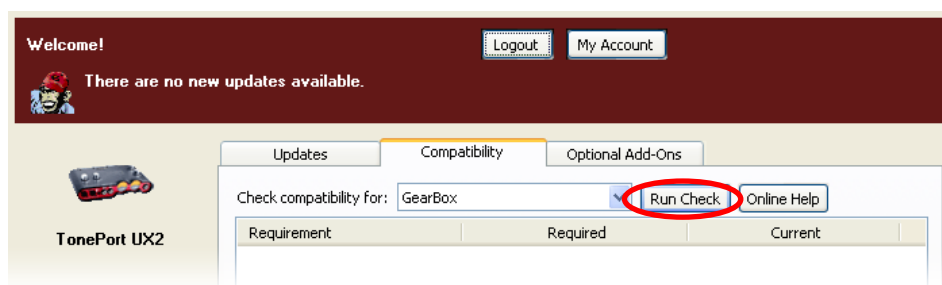 Welcome!
Logout
My Account
There are no new updates available.
Updates
Compatibility
Optional Add-Ons
Check compatibility for: GearBox
Run Check
Online Help
TonePort UX2
Requirement Required Current